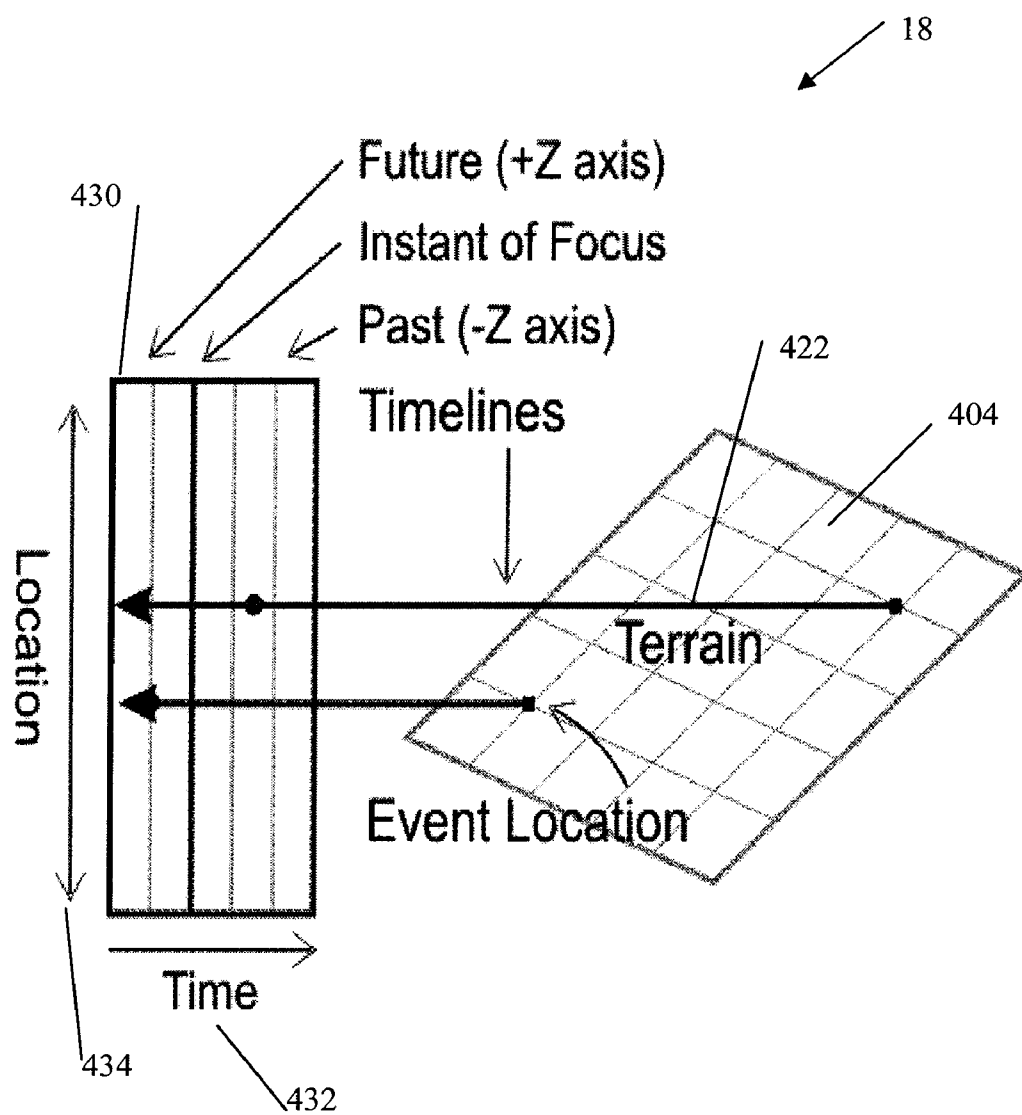 18
Future (+Z axis)
430
Instant of Focus
Past (-Z axis)
422
Timelines
404
Location
Terrain
Event Location
Time
434
432